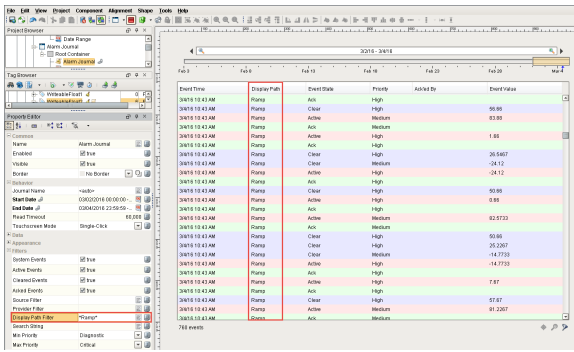 File Edit View Project Component Alignment Shape Tools Help
Project Browser
Date Range
Alarm Journal
Root Container
Alarm Journal
Tag Browser
WriteableFloat1
WriteableFloat2
Property Editor
Common
Name Alarm Journal
Enabled true
Visible true
Border No Border
Behavior
Journal Name <auto>
Start Date 03/02/2016 00:00:00
End Date 03/04/2016 23:59:59
Read Timeout 60,000
Touchscreen Mode Single-Click
Data
Appearance
Filters
System Events true
Active Events true
Cleared Events true
Acked Events true
Source Filter
Provider Filter
Display Path Filter *Ramp*
Search String
Min Priority Diagnostic
Max Priority Critical
3/2/16 - 3/4/16
Feb 3 Feb 8 Feb 13 Feb 18 Feb 23 Feb 28 Mar 4
Event Time Display Path Event State Priority Ack'ed By Event Value
3/4/16 10:43 AM Ramp Ack High
3/4/16 10:43 AM Ramp Clear High 50.66
3/4/16 10:43 AM Ramp Active Medium
3/4/16 10:43 AM Ramp Ack High
3/4/16 10:43 AM Ramp Active High 1.66
3/4/16 10:43 AM Ramp Ack High
3/4/16 10:43 AM Ramp Clear High 26.5467
3/4/16 10:43 AM Ramp Clear Medium -24.12
3/4/16 10:43 AM Ramp Active Medium -24.12
3/4/16 10:43 AM Ramp Ack High
3/4/16 10:43 AM Ramp Clear High 50.66
3/4/16 10:43 AM Ramp Active High 0.66
3/4/16 10:43 AM Ramp Ack Medium
3/4/16 10:43 AM Ramp Active Medium 82.5733
3/4/16 10:43 AM Ramp Ack High
3/4/16 10:43 AM Ramp Clear Medium 50.66
3/4/16 10:43 AM Ramp Clear High 25.2267
3/4/16 10:43 AM Ramp Clear Medium -14.7733
3/4/16 10:43 AM Ramp Active Medium -14.7733
3/4/16 10:43 AM Ramp Ack High
3/4/16 10:43 AM Ramp Active High 7.67
3/4/16 10:43 AM Ramp Ack High
3/4/16 10:43 AM Ramp Clear High 57.67
3/4/16 10:43 AM Ramp Active Medium 81.2267
3/4/16 10:43 AM Ramp Ack Medium
760 events